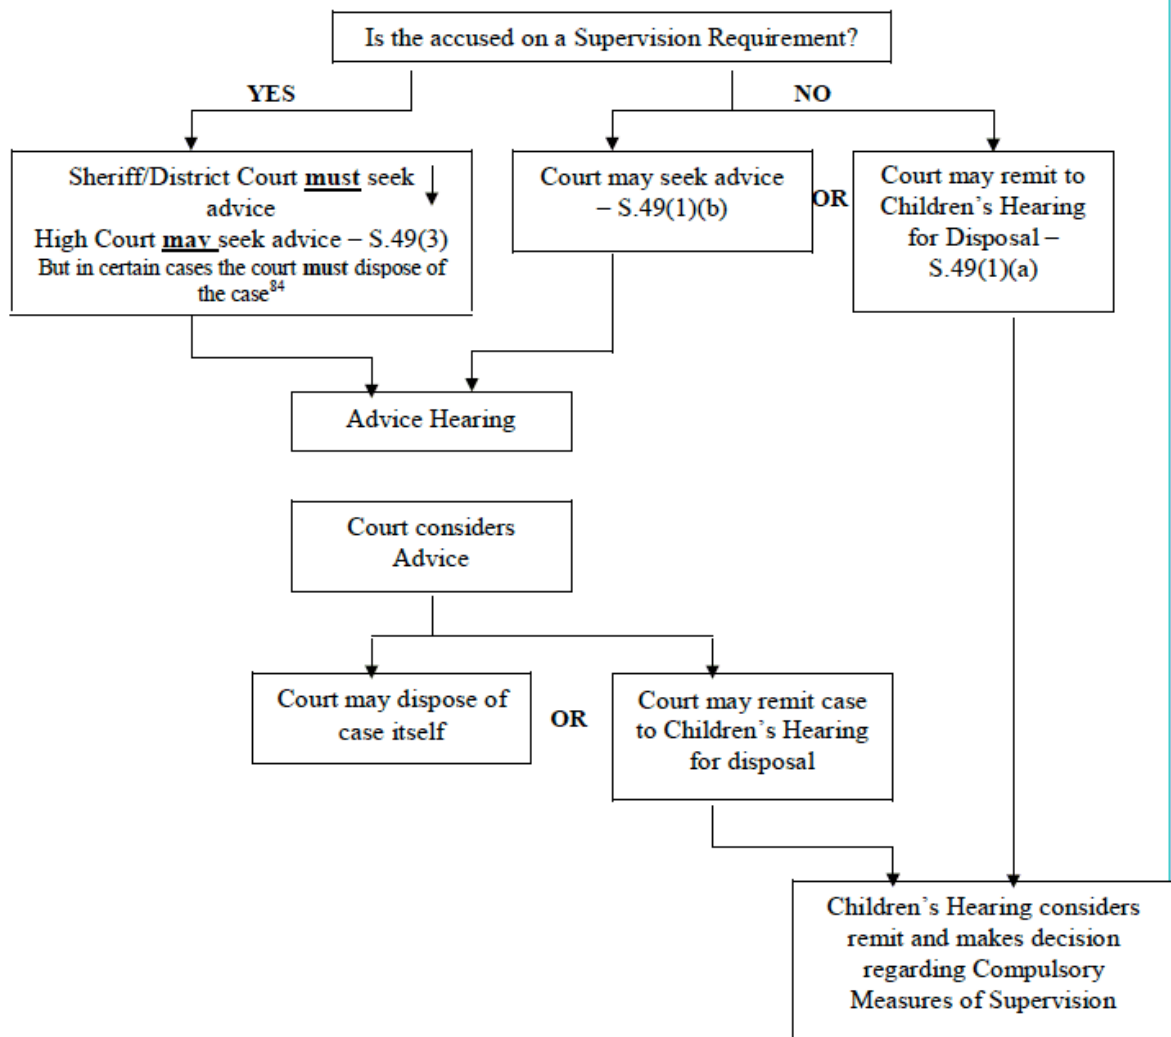 Is the accused on a Supervision Requirement?
YES
NO
Sheriff/District Court must seek
advice
High Court may seek advice – S.49(3)
But in certain cases the court must dispose of
the case84
Court may seek advice
– S.49(1)(b)
OR
Court may remit to
Children’s Hearing
for Disposal –
S.49(1)(a)
Advice Hearing
Court considers
Advice
Court may dispose of
case itself
OR
Court may remit case
to Children’s Hearing
for disposal
Children’s Hearing considers
remit and makes decision
regarding Compulsory
Measures of Supervision